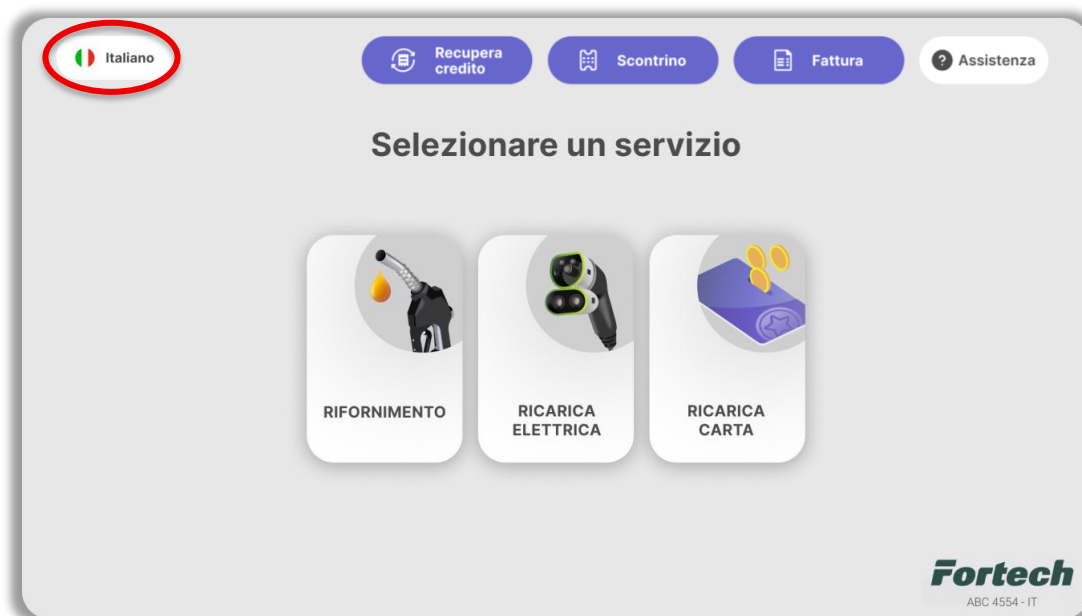 Italiano
Recupera
credito
Scontrino
Fattura
? Assistenza
Selezionare un servizio
RIFORNIMENTO
RICARICA
ELETTRICA
RICARICA
CARTA
Fortech
ABC 4554 - IT